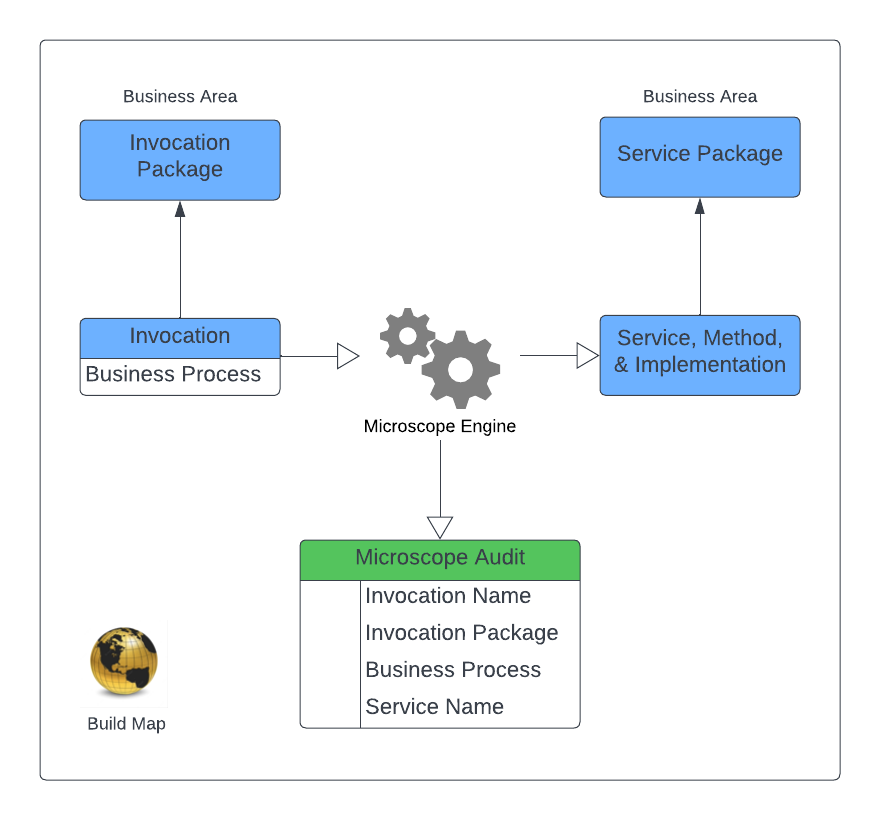 Business Area
Business Area
Invocation
Package
Service Package
Invocation
Business Process
Service, Method,
& Implementation
Microscope Engine
Microscope Audit
Invocation Name
Invocation Package
Business Process
Service Name
Build Map